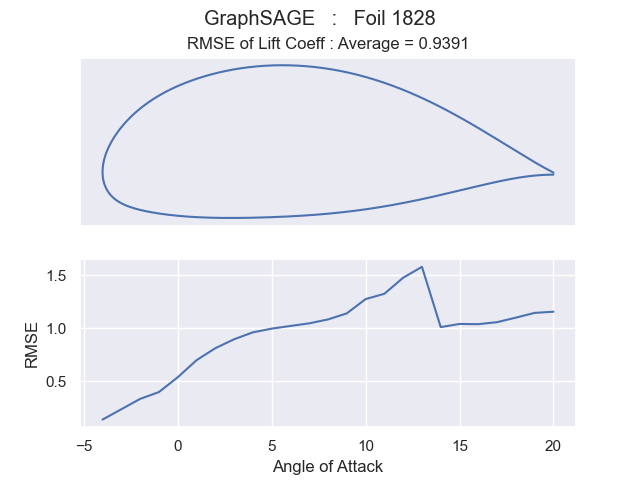 GraphSAGE : Foil 1828
RMSE of Lift Coeff : Average = 0.9391
1.5
1.0
0.5
RMSE
−5 0 5 10 15 20
Angle of Attack